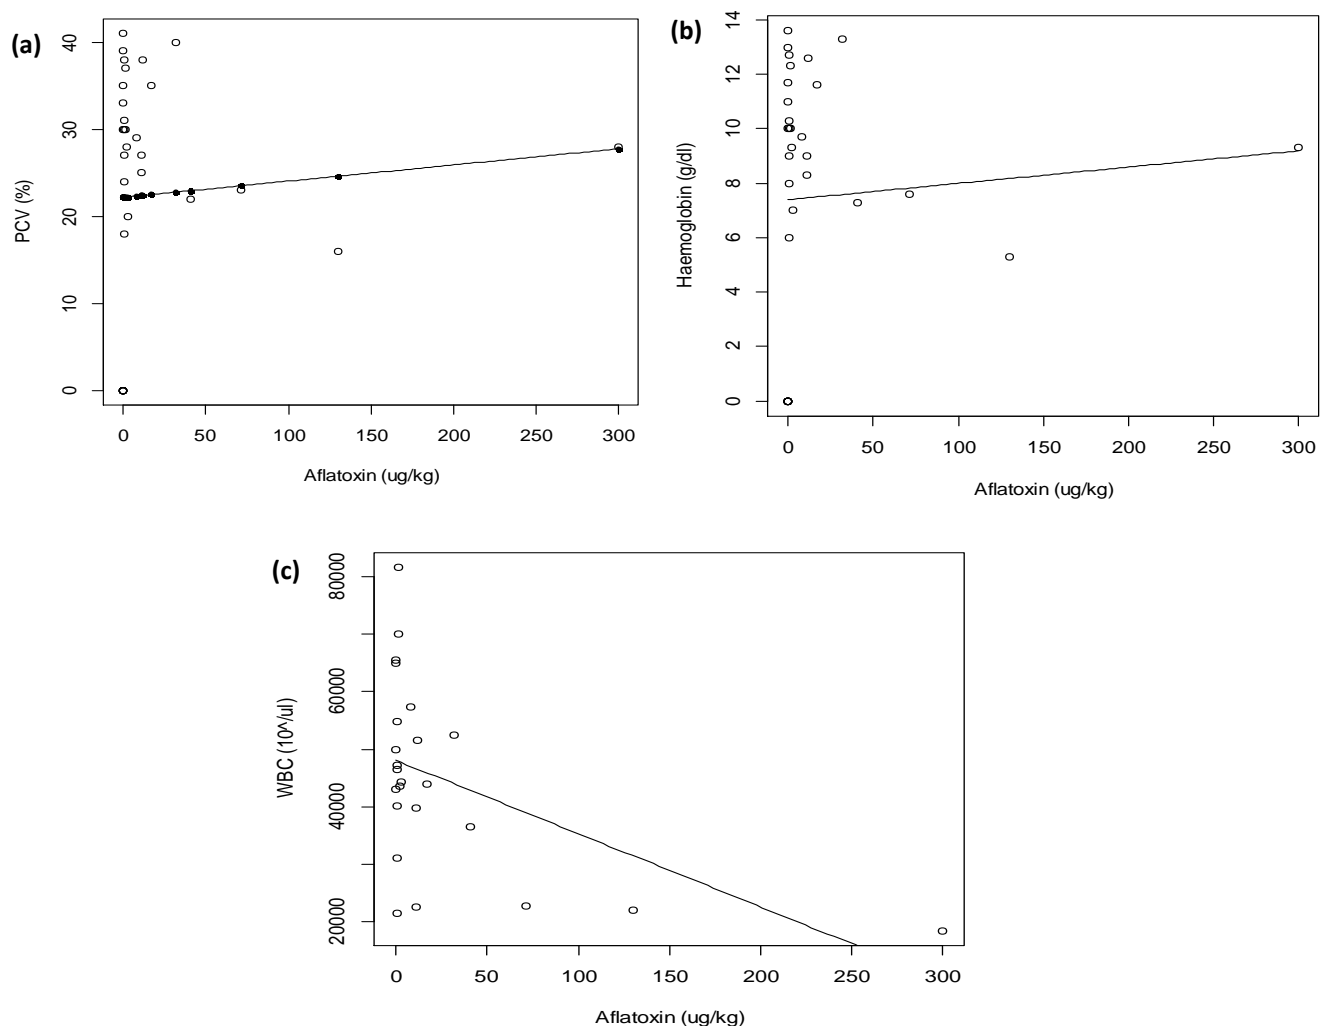 (a)
PCV (%)
40
30
20
10
0
0 50 100 150 200 250 300
Aflatoxin (ug/kg)
(b)
Haemoglobin (g/dl)
14
12
10
8
6
4
2
0
0 50 100 150 200 250 300
Aflatoxin (ug/kg)
(c)
WBC (10^/ul)
80000
60000
40000
20000
0 50 100 150 200 250 300
Aflatoxin (ug/kg)